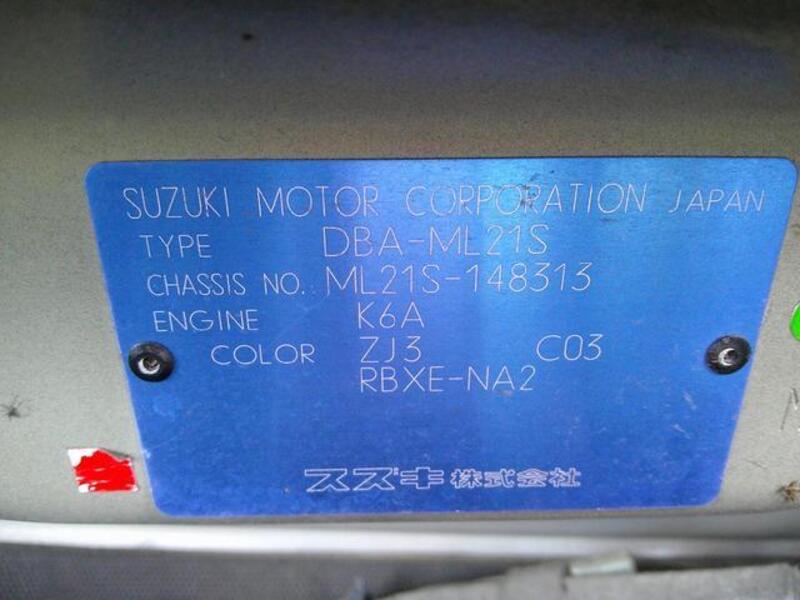 SUZUKI MOTOR CORPORATION JAPAN
TYPE DBA-ML21S
CHASSIS NO. ML21S-148313
ENGINE K6A
COLOR ZJ3 C03
RBXE-NA2
スズキ株式会社